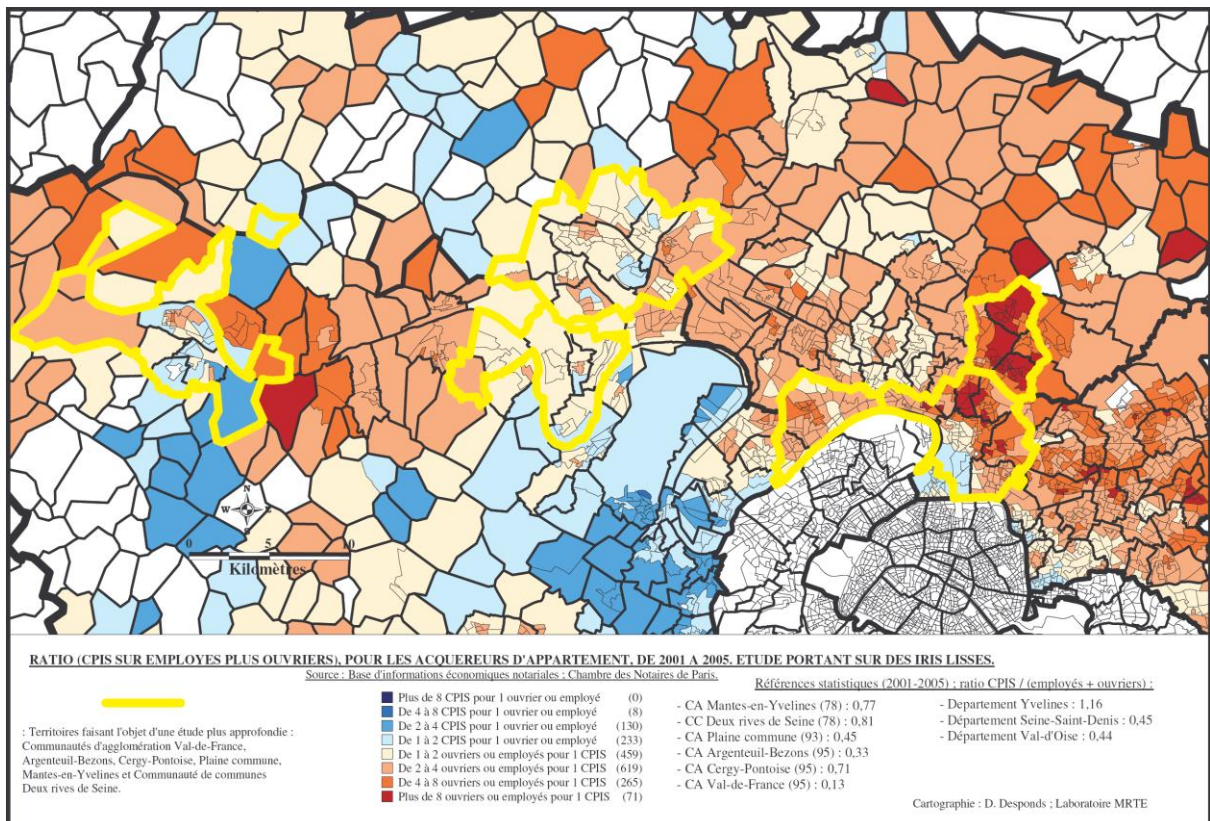 N
W
E
0 5 0
Kilomètres
RATIO (CPIS SUR EMPLOYES PLUS OUVRIERS), POUR LES ACQUEREURS D'APPARTEMENT, DE 2001 A 2005. ETUDE PORTANT SUR DES IRIS LISSES.
Source : Base d'informations économiques notariales ; Chambre des Notaires de Paris.
: Territoires faisant l'objet d'une étude plus approfondie :
Communautés d'agglomération Val-de-France,
Argenteuil-Bezons, Cergy-Pontoise, Plaine commune,
Mantes-en-Yvelines et Communauté de communes
Deux rives de Seine.
Plus de 8 CPIS pour 1 ouvrier ou employé (0)
De 4 à 8 CPIS pour 1 ouvrier ou employé (8)
De 2 à 4 CPIS pour 1 ouvrier ou employé (130)
De 1 à 2 CPIS pour 1 ouvrier ou employé (233)
De 1 à 2 ouvriers ou employés pour 1 CPIS (459)
De 2 à 4 ouvriers ou employés pour 1 CPIS (619)
De 4 à 8 ouvriers ou employés pour 1 CPIS (265)
Plus de 8 ouvriers ou employés pour 1 CPIS (71)
Références statistiques (2001-2005) ; ratio CPIS / (employés + ouvriers) :
- CA Mantes-en-Yvelines (78) : 0,77
- CC Deux rives de Seine (78) : 0,81
- CA Plaine commune (93) : 0,45
- CA Argenteuil-Bezons (95) : 0,33
- CA Cergy-Pontoise (95) : 0,71
- CA Val-de-France (95) : 0,13
- Departement Yvelines : 1,16
- Département Seine-Saint-Denis : 0,45
- Département Val-d'Oise : 0,44
Cartographie : D. Desponds ; Laboratoire MRTE